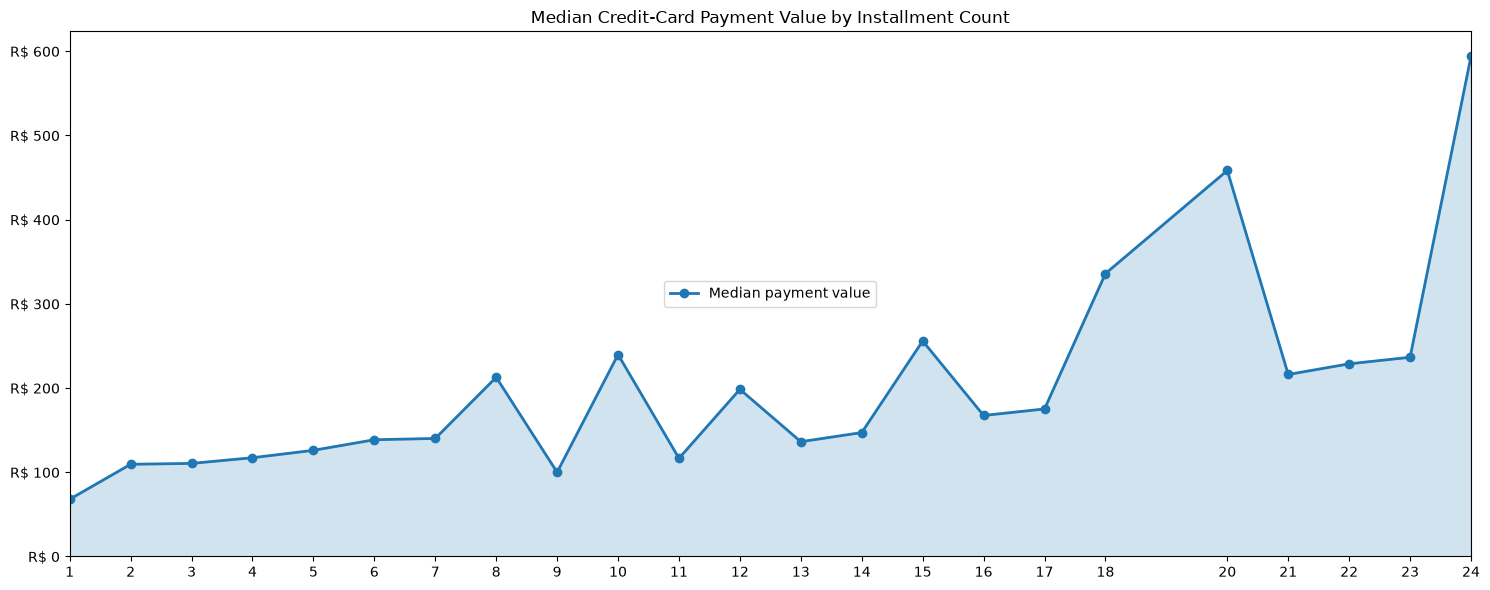 Median Credit-Card Payment Value by Installment Count
R$ 600
R$ 500
R$ 400
R$ 300
R$ 200
R$ 100
R$ 0
Median payment value
1 2 3 4 5 6 7 8 9 10 11 12 13 14 15 16 17 18 20 21 22 23 24